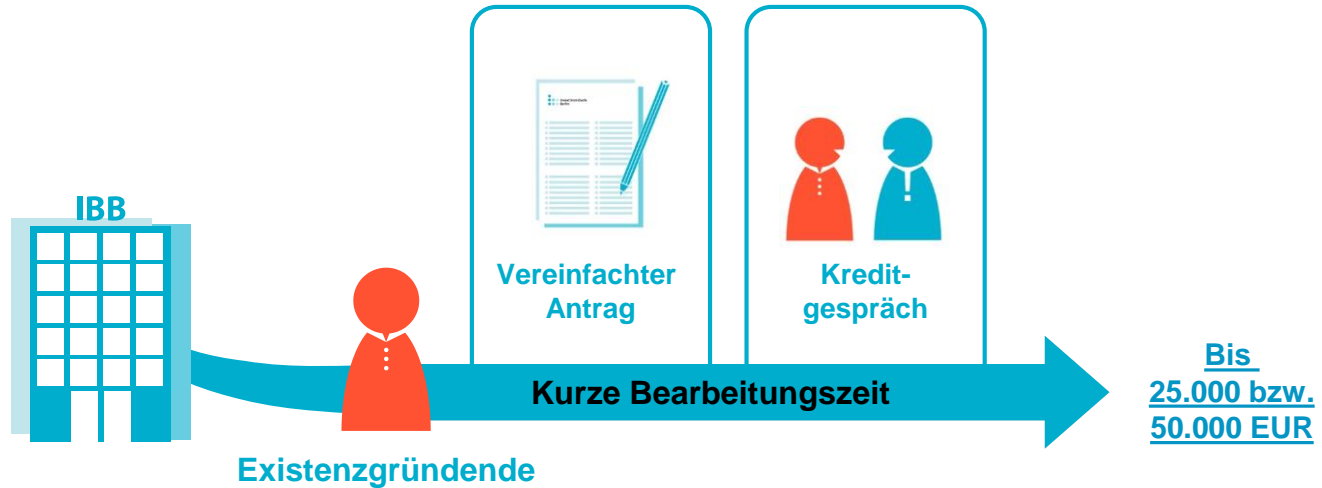 IBB
Existenzgründende
Vereinfachter
Antrag
Kredit-
gespräch
Kurze Bearbeitungszeit
Bis
25.000 bzw.
50.000 EUR